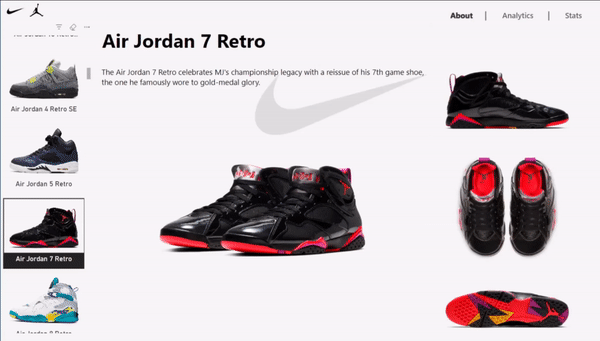 About | Analytics | Stats
Air Jordan 7 Retro
The Air Jordan 7 Retro celebrates MJ's championship legacy with a reissue of his 7th game shoe,
the one he famously wore to gold-medal glory.
Air Jordan 4 Retro SE
Air Jordan 5 Retro
Air Jordan 7 Retro